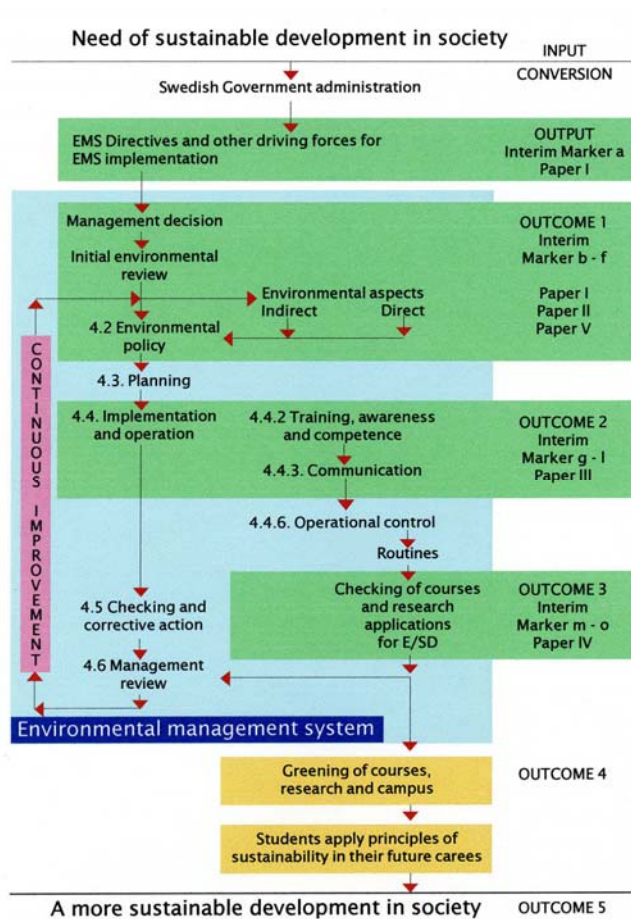 Need of sustainable development in society
INPUT
CONVERSION
Swedish Government administration
EMS Directives and other driving forces for
EMS implementation
OUTPUT
Interim Marker a
Paper I
Management decision
Initial environmental
review
OUTCOME 1
Interim
Marker b - f
Paper I
Paper II
Paper V
Environmental aspects
Indirect
Direct
4.2 Environmental
policy
4.3. Planning
4.4. Implementation
and operation
4.4.2 Training, awareness
and competence
4.4.3. Communication
OUTCOME 2
Interim
Marker g - l
Paper III
4.4.6. Operational control
Routines
CONTINUOUS IMPROVEMENT
4.5 Checking and
corrective action
4.6 Management
review
Checking of courses
and research
applications
for E/SD
OUTCOME 3
Interim
Marker m - o
Paper IV
Environmental management system
Greening of courses,
research and campus
OUTCOME 4
Students apply principles of
sustainability in their future carees
A more sustainable development in society
OUTCOME 5